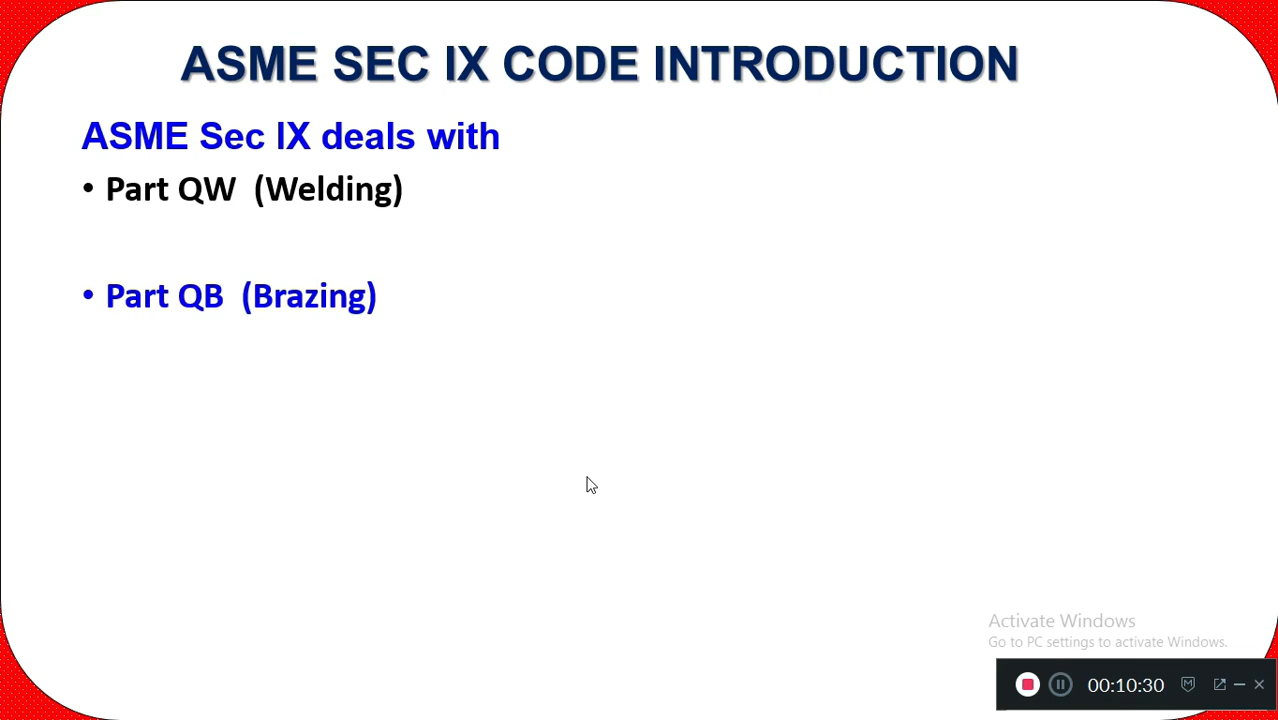 ASME SEC IX CODE INTRODUCTION
ASME Sec IX deals with
• Part QW (Welding)
• Part QB (Brazing)
Activate Windows
Go to PC settings to activate Windows.
00:10:30